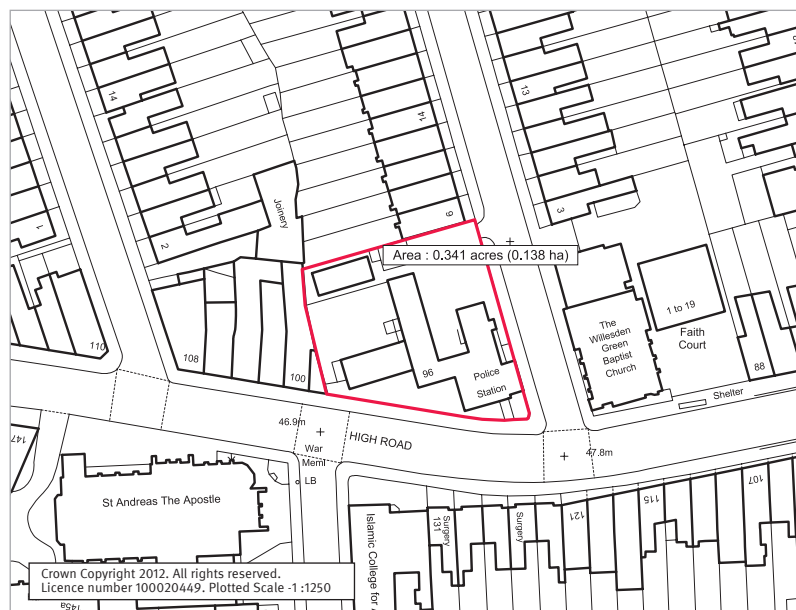 14
2
Joinery
14
9
13
3
1
110
108
100
Area : 0.341 acres (0.138 ha)
96
Police
Station
The
Willesden
Green
Baptist
Church
1 to 19
Faith
Court
88
Shelter
46.9m
HIGH ROAD
47.8m
War
Meml
LB
147
St Andreas The Apostle
Islamic College for
Surgery
131
Surgery
121
115
107
145a
Crown Copyright 2012. All rights reserved.
Licence number 100020449. Plotted Scale -1:1250